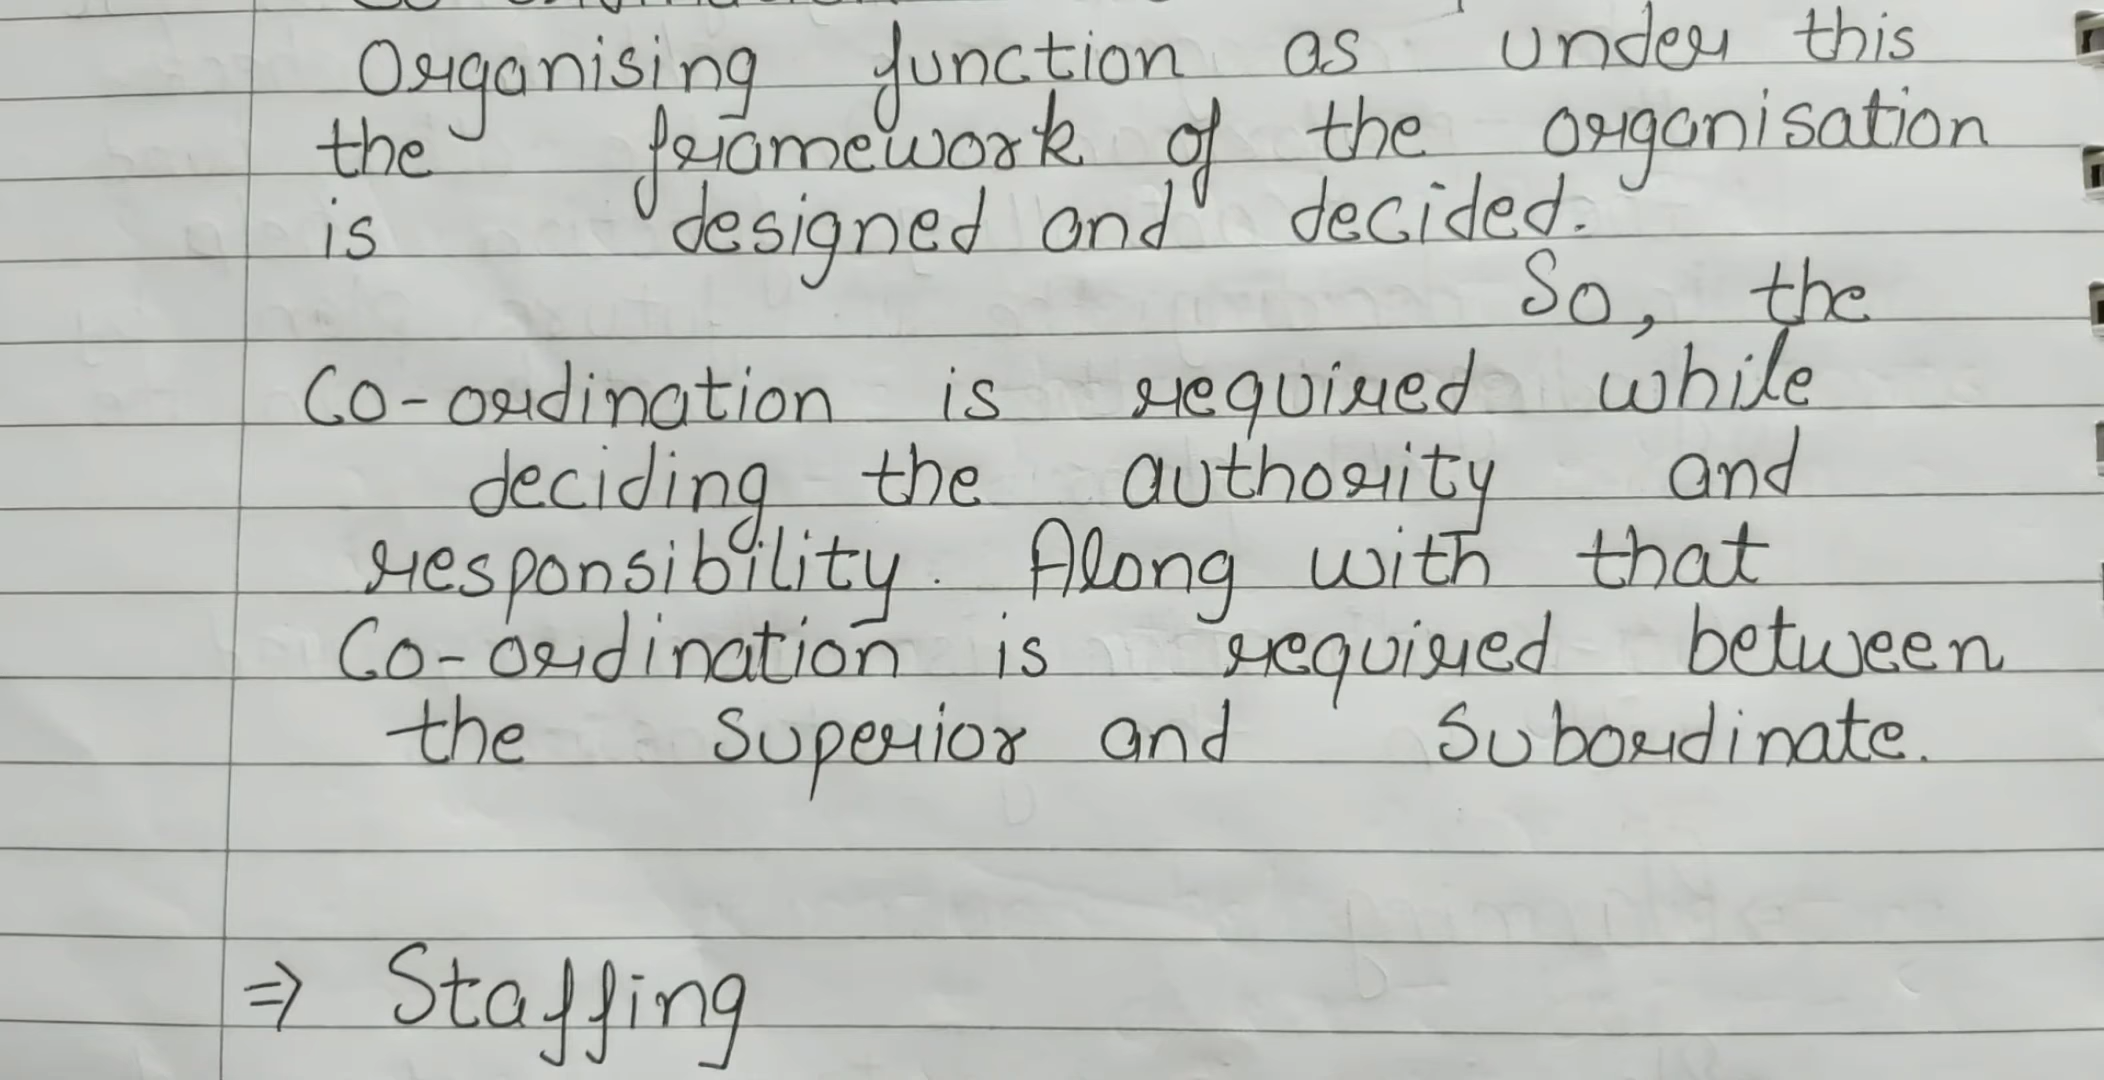 Organising function as under this
the framework of the organisation
is designed and decided.
So, the
Co-ordination is required while
deciding the authority and
responsibility. Along with that
Co-ordination is required between
the superior and subordinate.
⇒ Staffing